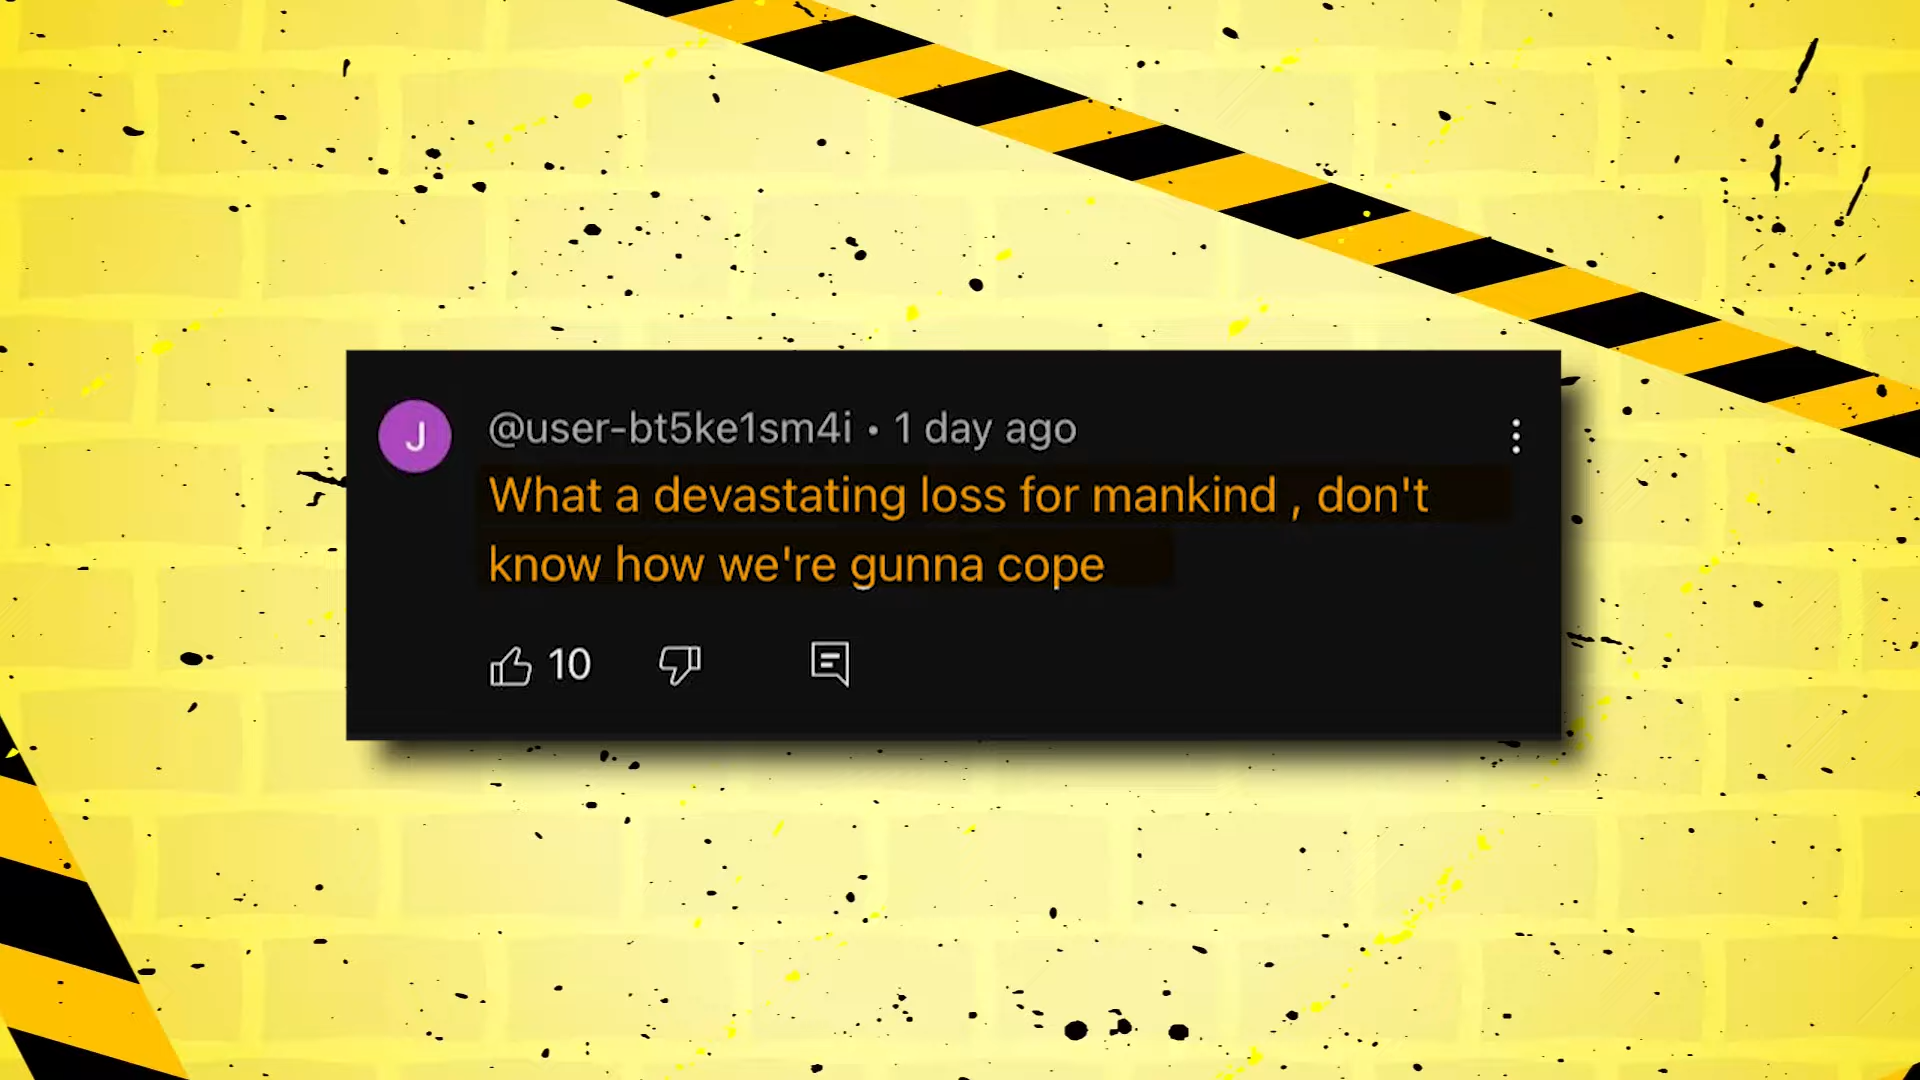 J
@user-bt5ke1sm4i • 1 day ago
What a devastating loss for mankind , don't
know how we're gunna cope
10